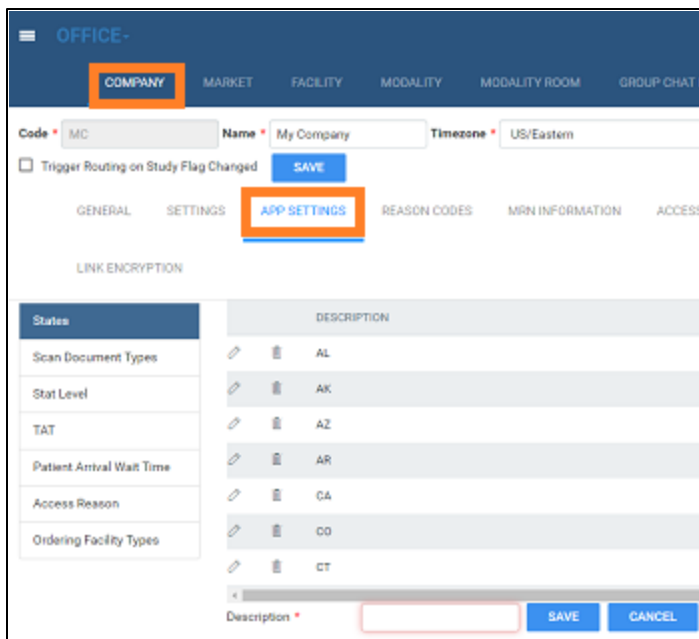 OFFICE-
COMPANY MARKET FACILITY MODALITY MODALITY ROOM GROUP CHAT
Code * MC Name * My Company Timezone * US/Eastern
Trigger Routing on Study Flag Changed SAVE
GENERAL SETTINGS APP SETTINGS REASON CODES MRN INFORMATION ACCESS
LINK ENCRYPTION
States DESCRIPTION
Scan Document Types AL
Stat Level AK
TAT AZ
Patient Arrival Wait Time AR
Access Reason CA
Ordering Facility Types CO
CT
Description * SAVE CANCEL